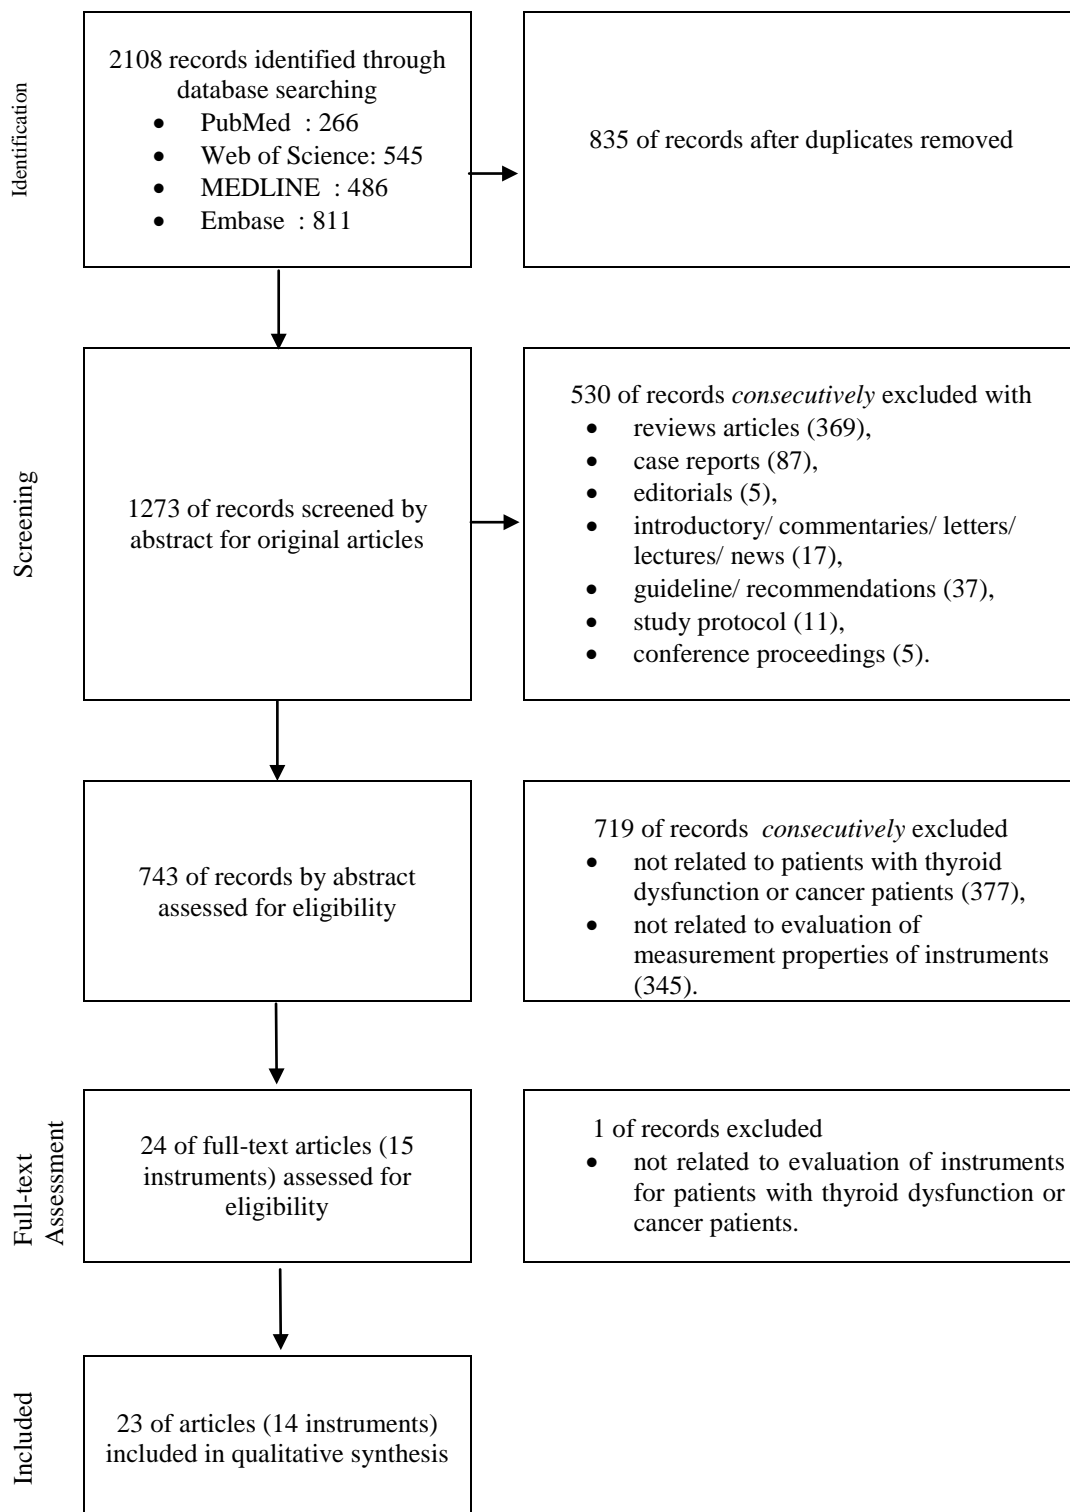 Identification
2108 records identified through
database searching
• PubMed : 266
• Web of Science: 545
• MEDLINE : 486
• Embase : 811
835 of records after duplicates removed
Screening
1273 of records screened by
abstract for original articles
530 of records consecutively excluded with
• reviews articles (369),
• case reports (87),
• editorials (5),
• introductory/ commentaries/ letters/
lectures/ news (17),
• guideline/ recommendations (37),
• study protocol (11),
• conference proceedings (5).
743 of records by abstract
assessed for eligibility
719 of records consecutively excluded
• not related to patients with thyroid
dysfunction or cancer patients (377),
• not related to evaluation of
measurement properties of instruments
(345).
Full-text
Assessment
24 of full-text articles (15
instruments) assessed for
eligibility
1 of records excluded
• not related to evaluation of instruments
for patients with thyroid dysfunction or
cancer patients.
Included
23 of articles (14 instruments)
included in qualitative synthesis